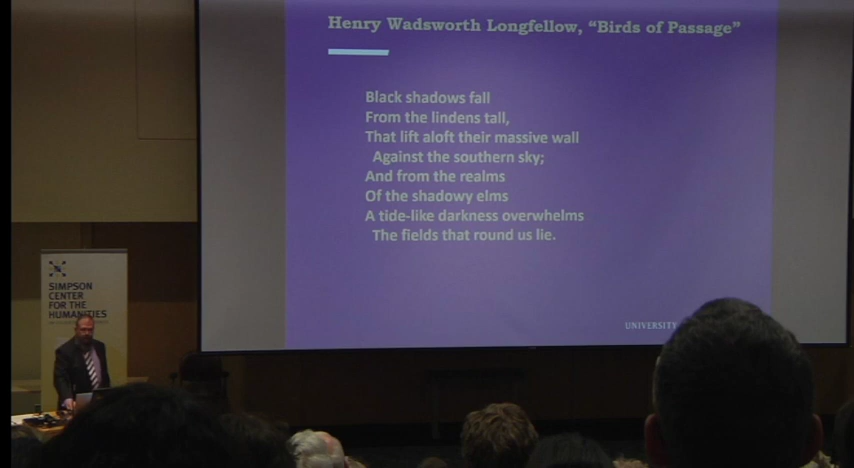 Henry Wadsworth Longfellow, “Birds of Passage”
Black shadows fall
From the lindens tall,
That lift aloft their massive wall
Against the southern sky;
And from the realms
Of the shadowy elms
A tide-like darkness overwhelms
The fields that round us lie.
UNIVERSITY
SIMPSON
CENTER
FOR THE
HUMANITIES